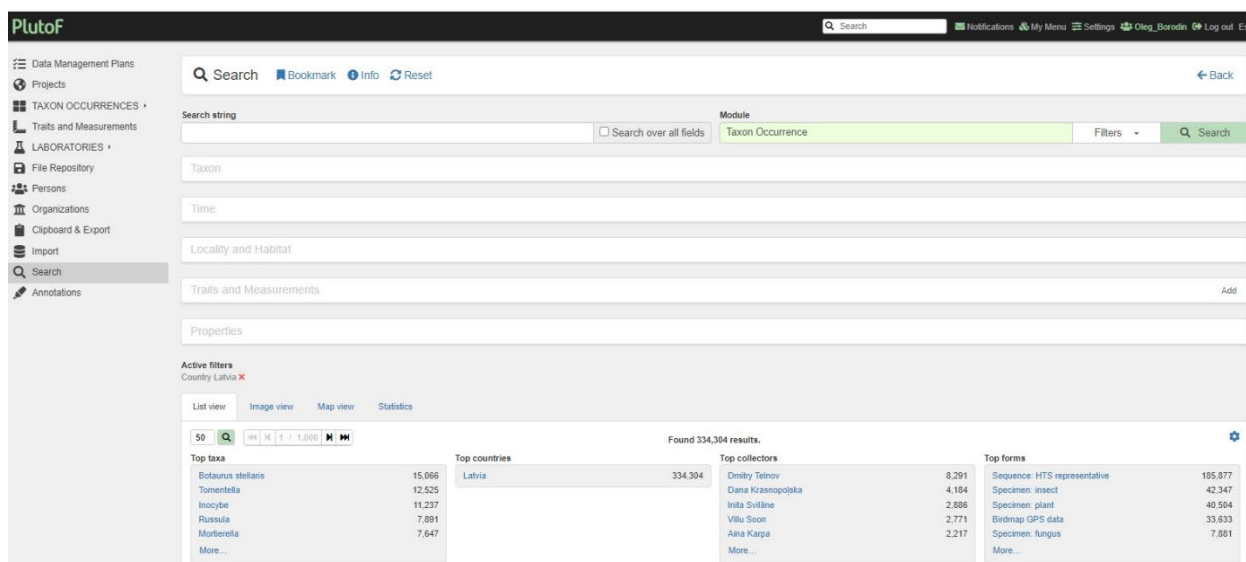 PlutoF
Search
Notifications My Menu Settings Oleg_Borodin Log out Es
Data Management Plans
Projects
TAXON OCCURRENCES
Traits and Measurements
LABORATORIES
File Repository
Persons
Organizations
Clipboard & Export
Import
Search
Annotations
Search Bookmark Info Reset
Back
Search string
Module
Search over all fields
Taxon Occurrence
Filters
Search
Taxon
Time
Locality and Habitat
Traits and Measurements
Add
Properties
Active filters
Country Latvia
List view Image view Map view Statistics
50 1 / 1,000
Found 334,304 results.
Top taxa
Botaurus stellaris 15,066
Tomentella 12,525
Inocybe 11,237
Russula 7,891
Mortierella 7,647
More...
Top countries
Latvia 334,304
Top collectors
Dmitry Telnov 8,291
Dana Krasnopoļska 4,184
Inita Svilāne 2,886
Villu Soon 2,771
Aina Karpa 2,217
More...
Top forms
Sequence: HTS representative 185,877
Specimen: insect 42,347
Specimen: plant 40,504
Birdmap GPS data 33,633
Specimen: fungus 7,881
More...